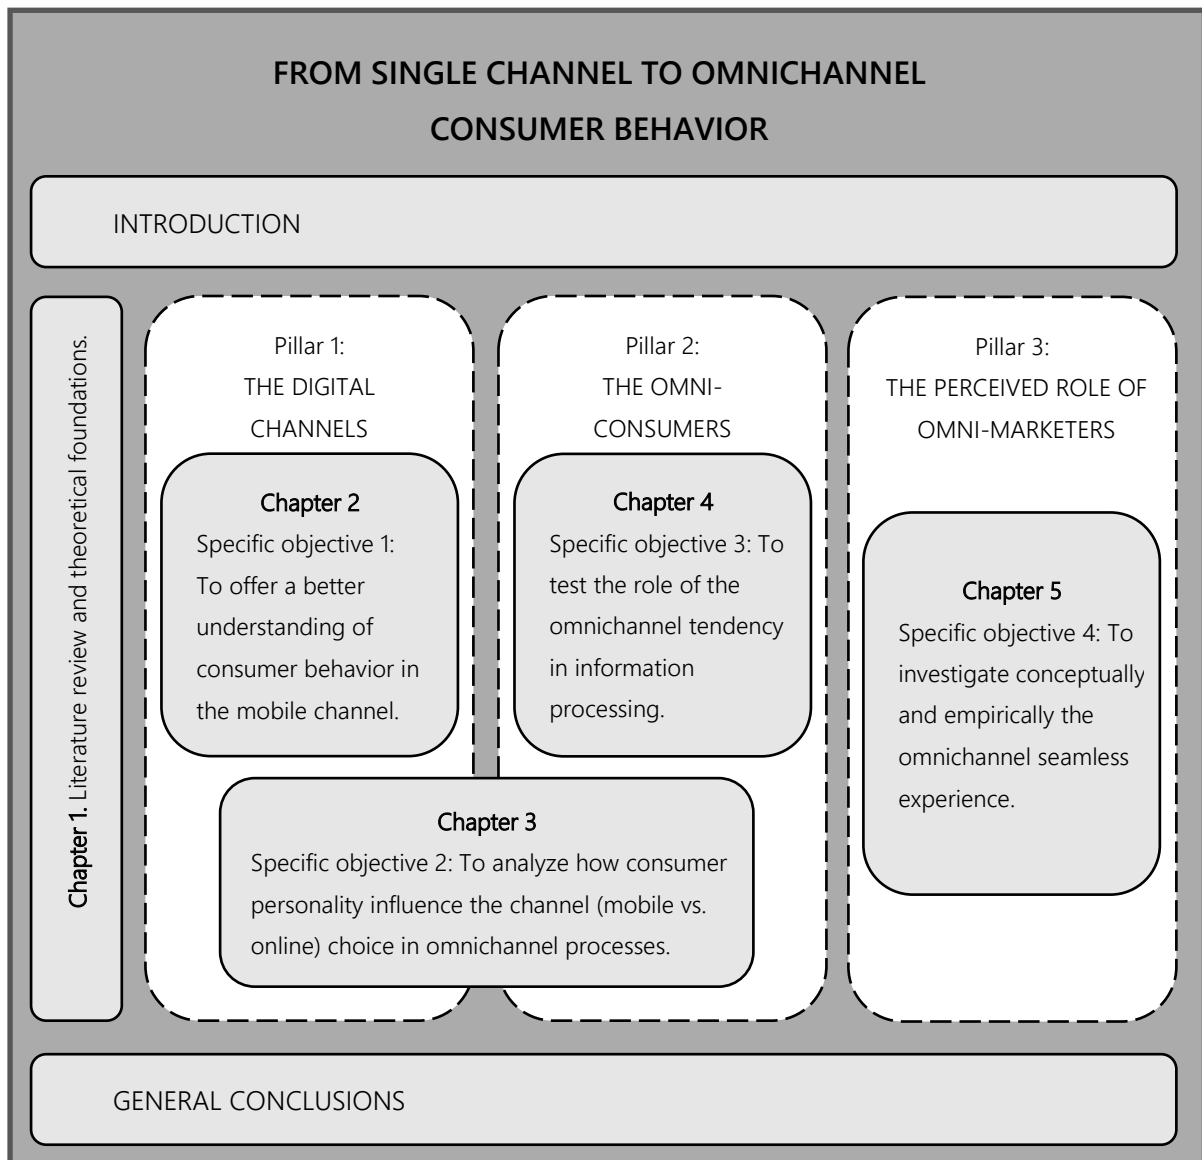 FROM SINGLE CHANNEL TO OMNICHANNEL
CONSUMER BEHAVIOR
INTRODUCTION
Chapter 1. Literature review and theoretical foundations.
Pillar 1:
THE DIGITAL
CHANNELS
Chapter 2
Specific objective 1:
To offer a better
understanding of
consumer behavior in
the mobile channel.
Pillar 2:
THE OMNI-
CONSUMERS
Chapter 4
Specific objective 3: To
test the role of the
omnichannel tendency
in information
processing.
Chapter 3
Specific objective 2: To analyze how consumer
personality influence the channel (mobile vs.
online) choice in omnichannel processes.
Pillar 3:
THE PERCEIVED ROLE OF
OMNI-MARKETERS
Chapter 5
Specific objective 4: To
investigate conceptually
and empirically the
omnichannel seamless
experience.
GENERAL CONCLUSIONS